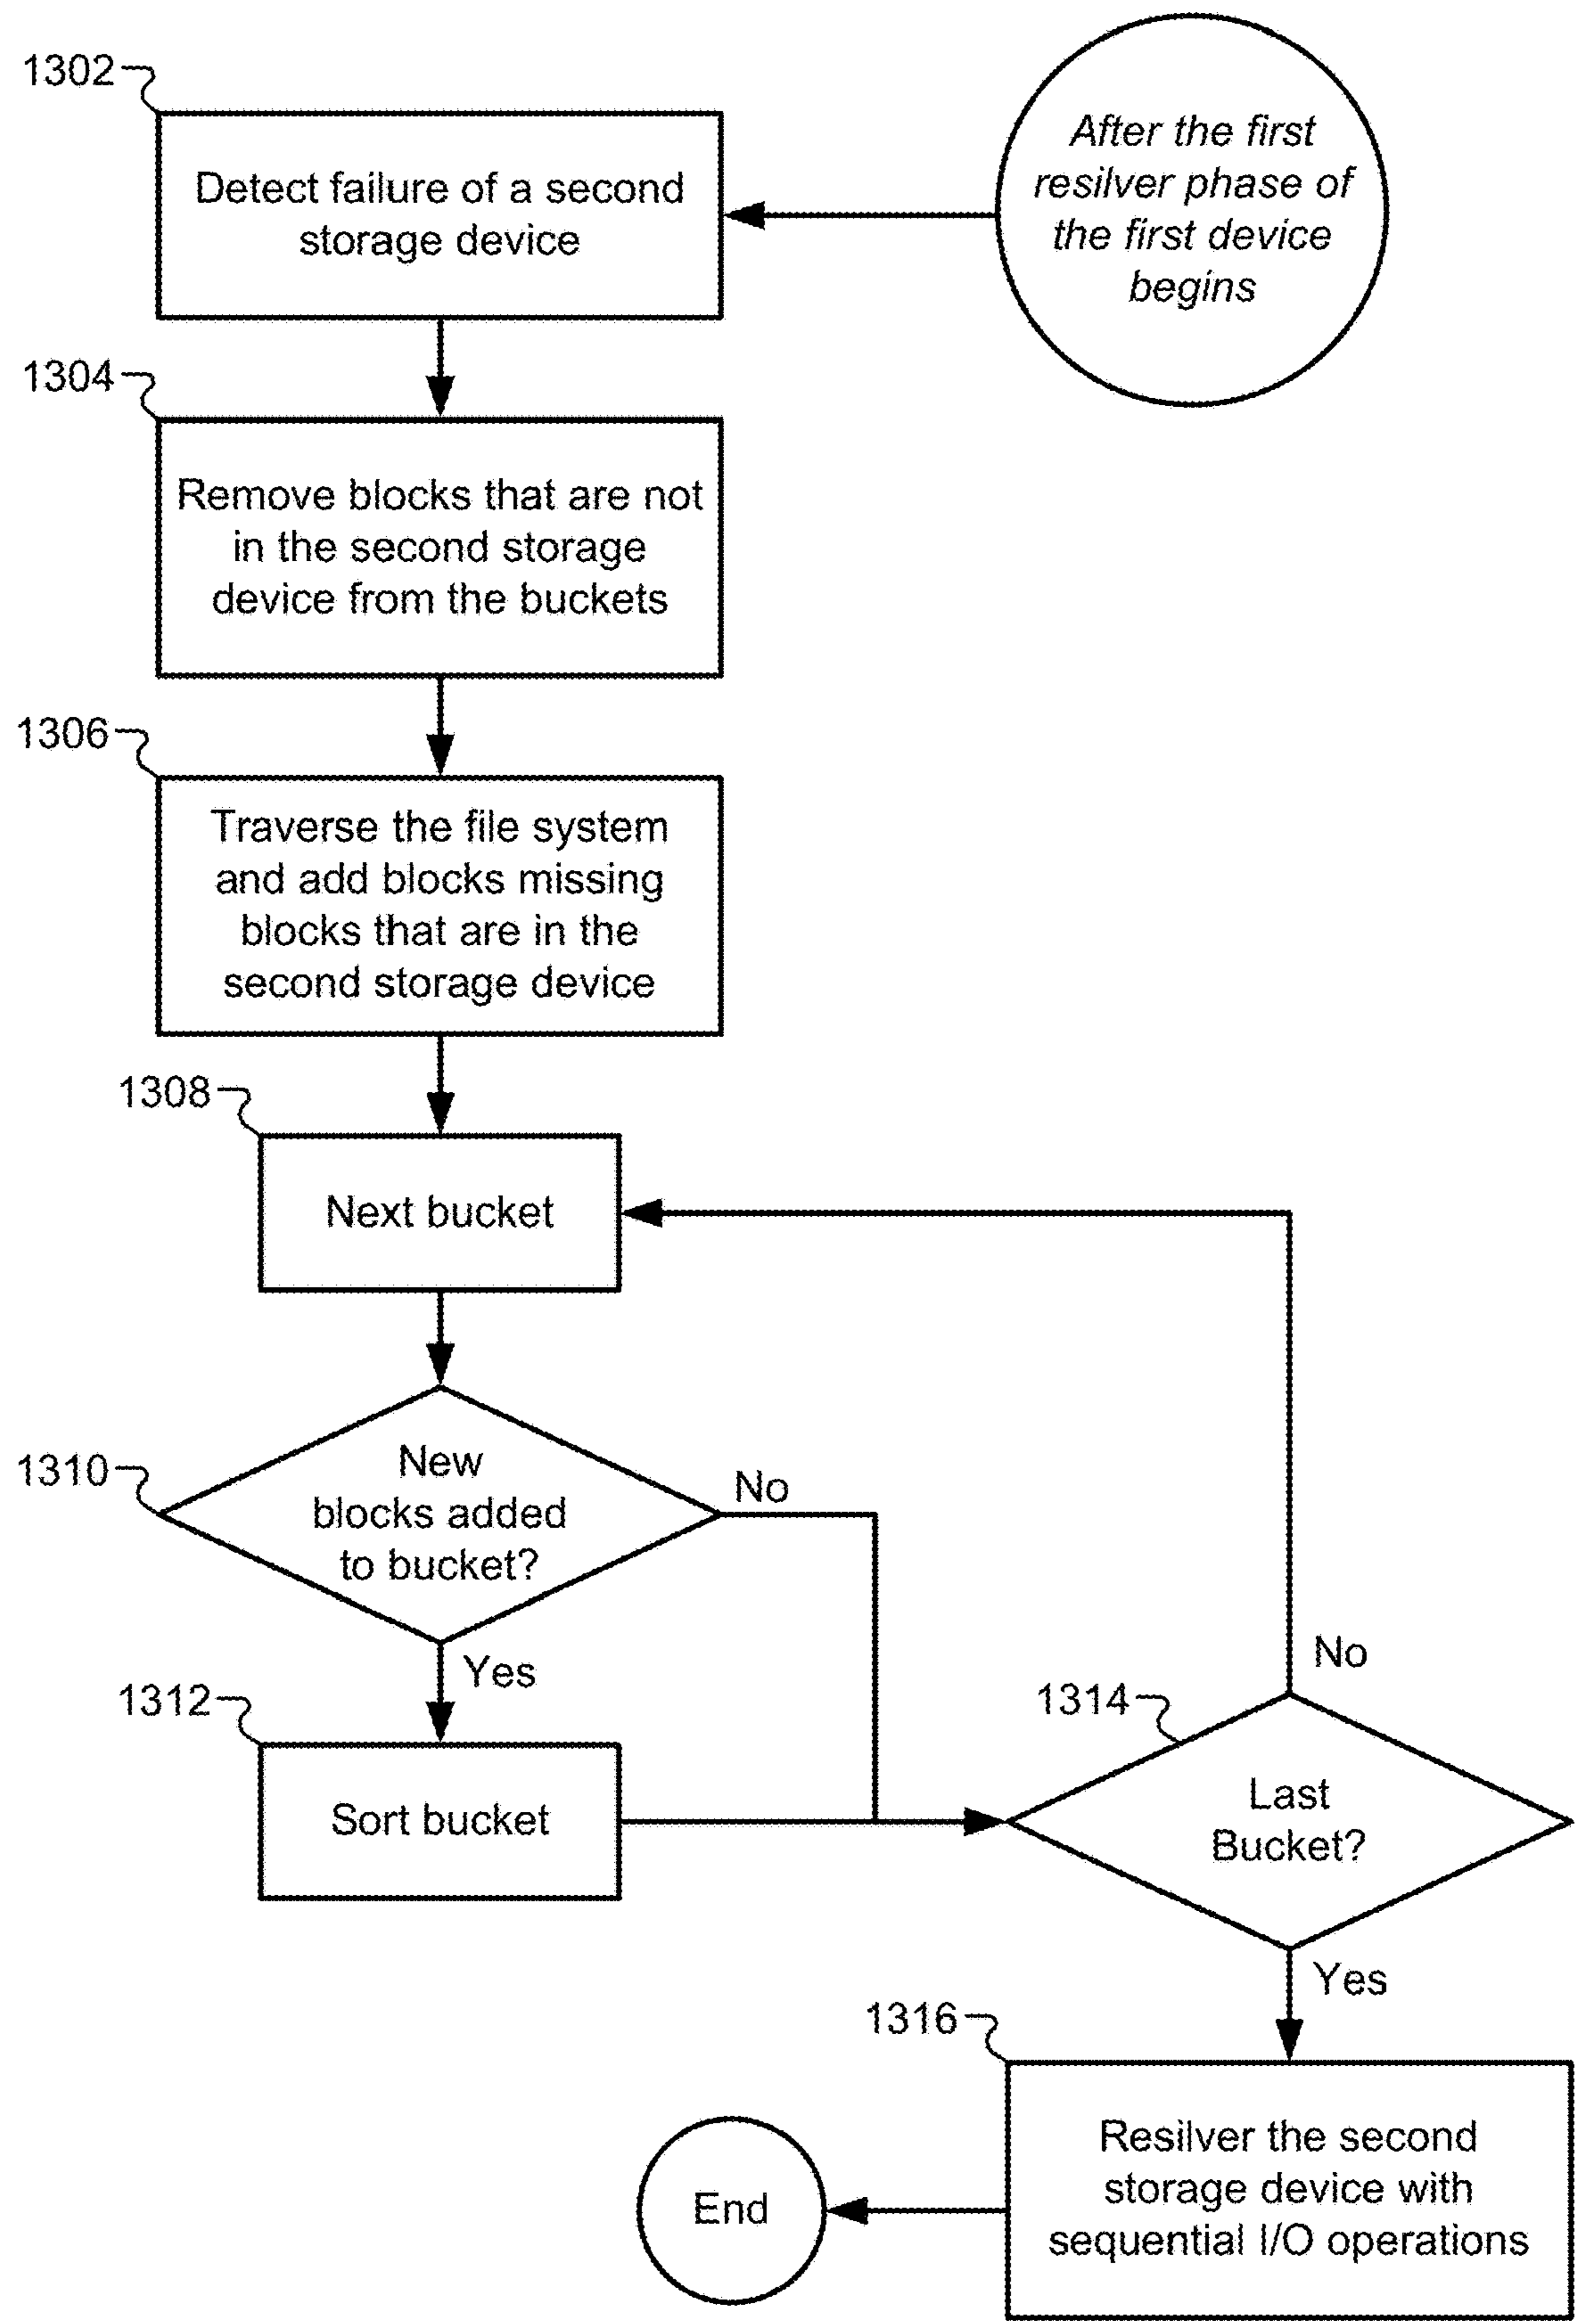 1302
Detect failure of a second
storage device
After the first
resilver phase of
the first device
begins
1304
Remove blocks that are not
in the second storage
device from the buckets
1306
Traverse the file system
and add blocks missing
blocks that are in the
second storage device
1308
Next bucket
1310
New
blocks added
to bucket?
No
Yes
1312
Sort bucket
1314
No
Last
Bucket?
Yes
1316
Resilver the second
storage device with
sequential I/O operations
End